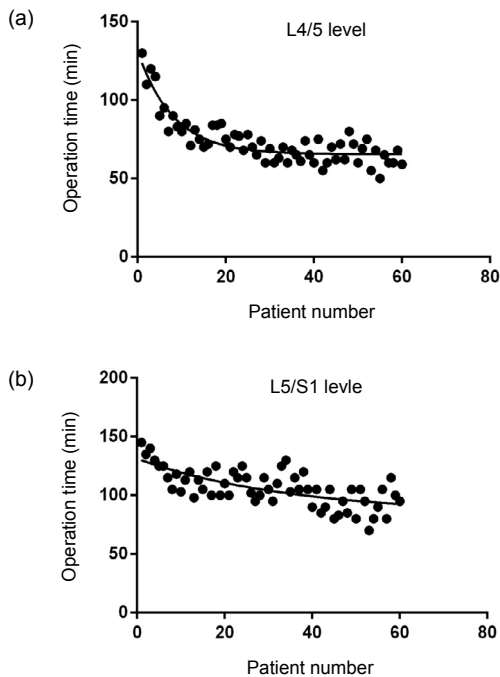 (a)
L4/5 level
Operation time (min)
150
100
50
0
0 20 40 60 80
Patient number
(b)
L5/S1 levle
Operation time (min)
200
150
100
50
0
0 20 40 60 80
Patient number